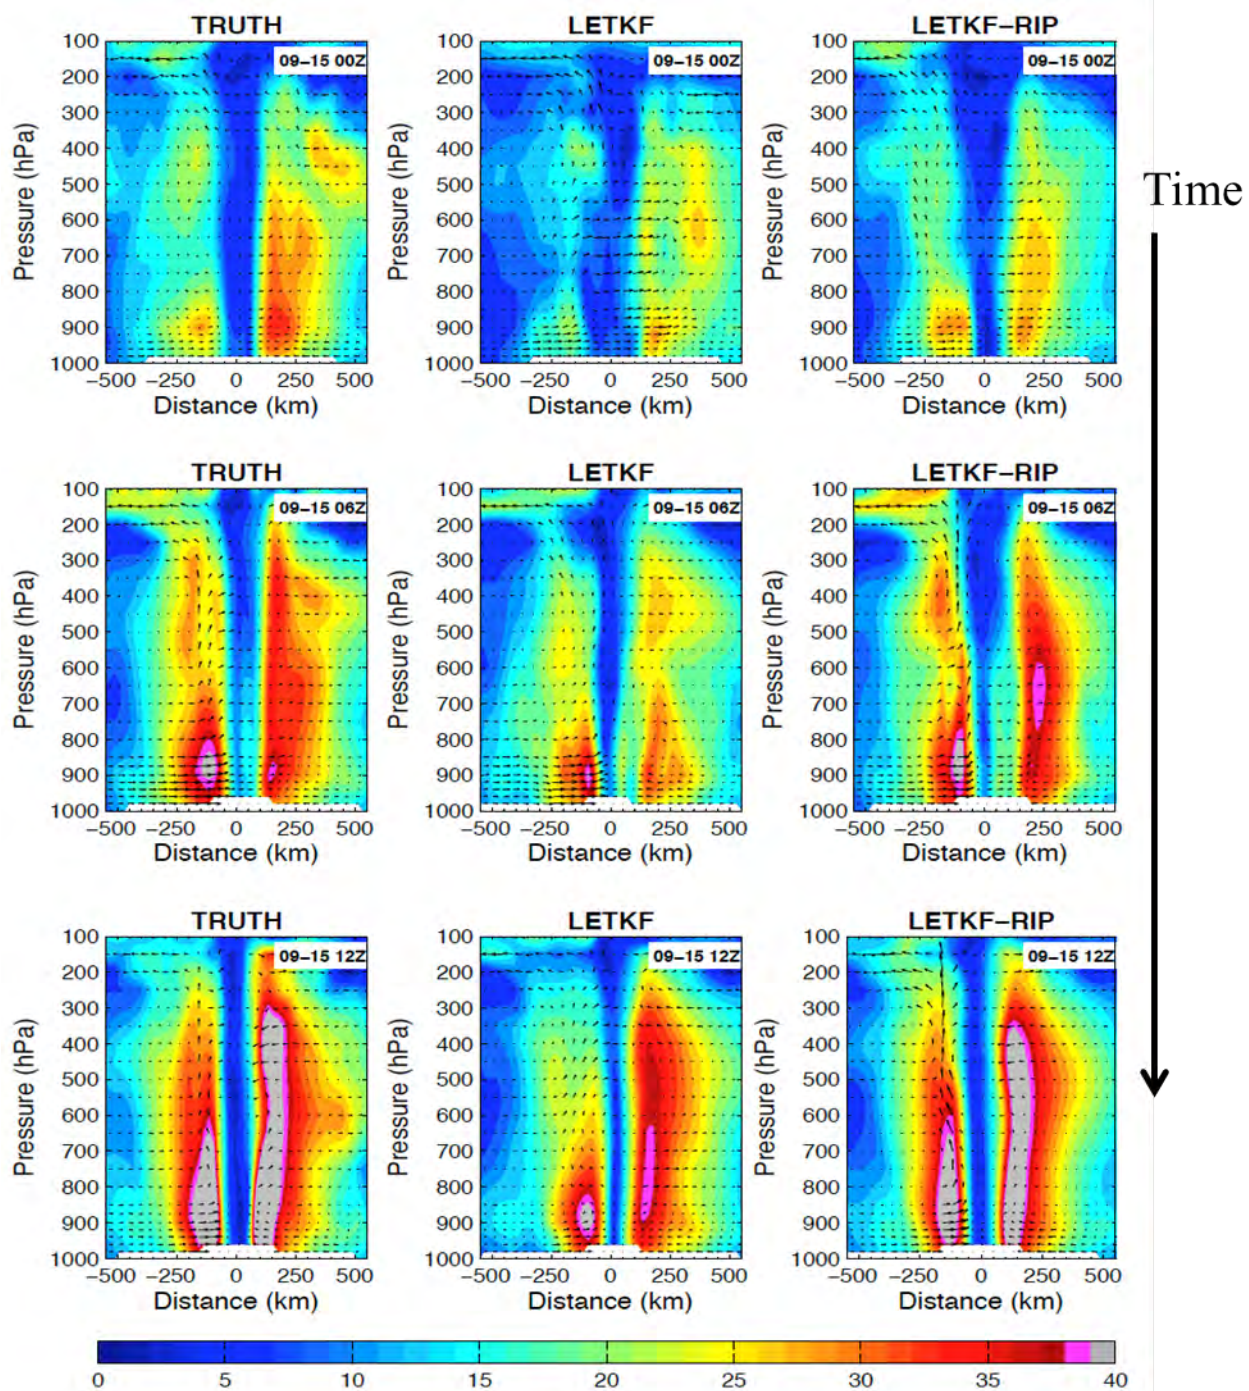 TRUTH LETKF LETKF−RIP
09−15 00Z 09−15 00Z 09−15 00Z
Pressure (hPa) Pressure (hPa) Pressure (hPa)
100 100 100
200 200 200
300 300 300
400 400 400
500 500 500
600 600 600
700 700 700
800 800 800
900 900 900
1000 1000 1000
−500 −250 0 250 500 −500 −250 0 250 500 −500 −250 0 250 500
Distance (km) Distance (km) Distance (km)
Time
TRUTH LETKF LETKF−RIP
09−15 06Z 09−15 06Z 09−15 06Z
Pressure (hPa) Pressure (hPa) Pressure (hPa)
100 100 100
200 200 200
300 300 300
400 400 400
500 500 500
600 600 600
700 700 700
800 800 800
900 900 900
1000 1000 1000
−500 −250 0 250 500 −500 −250 0 250 500 −500 −250 0 250 500
Distance (km) Distance (km) Distance (km)
TRUTH LETKF LETKF−RIP
09−15 12Z 09−15 12Z 09−15 12Z
Pressure (hPa) Pressure (hPa) Pressure (hPa)
100 100 100
200 200 200
300 300 300
400 400 400
500 500 500
600 600 600
700 700 700
800 800 800
900 900 900
1000 1000 1000
−500 −250 0 250 500 −500 −250 0 250 500 −500 −250 0 250 500
Distance (km) Distance (km) Distance (km)
0 5 10 15 20 25 30 35 40